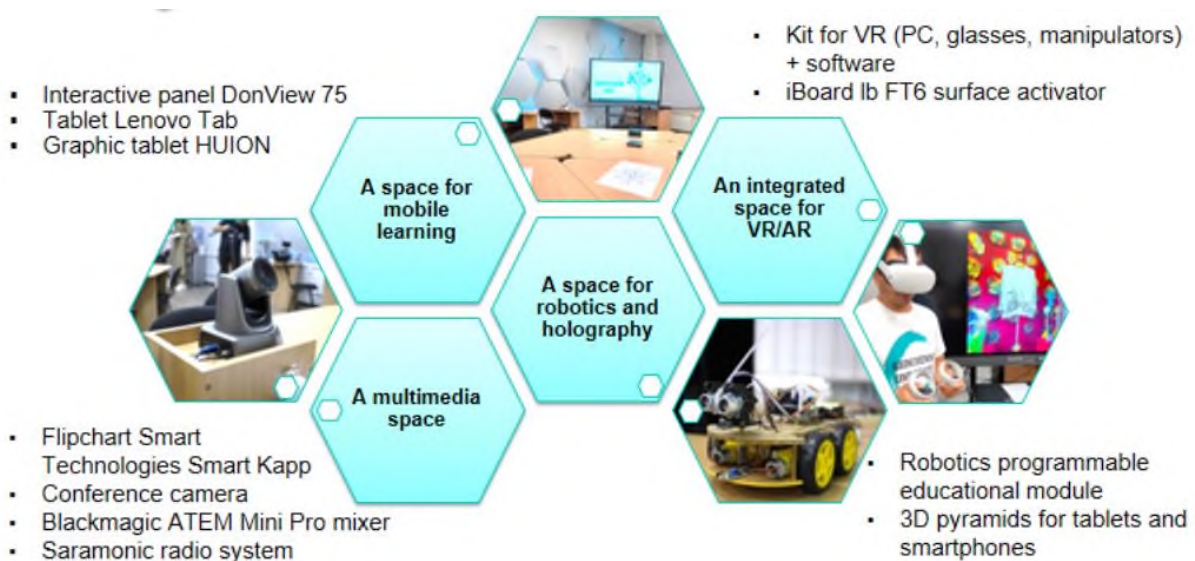 ▪ Interactive panel DonView 75
▪ Tablet Lenovo Tab
▪ Graphic tablet HUION
▪ Kit for VR (PC, glasses, manipulators)
+ software
▪ iBoard Ib FT6 surface activator
A space for
mobile
learning
An integrated
space for
VR/AR
A space for
robotics and
holography
A multimedia
space
▪ Flipchart Smart
Technologies Smart Kapp
▪ Conference camera
▪ Blackmagic ATEM Mini Pro mixer
▪ Saramonic radio system
▪ Robotics programmable
educational module
▪ 3D pyramids for tablets and
smartphones